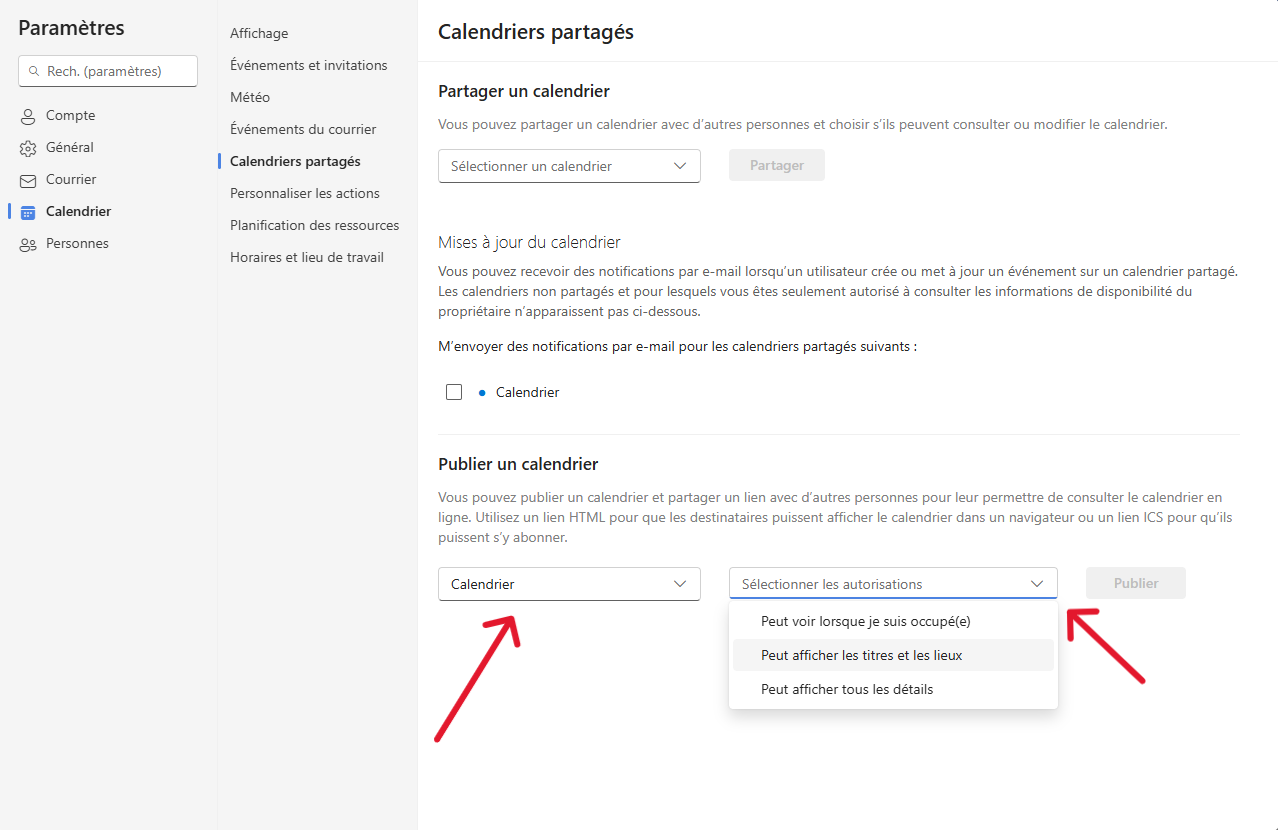 Paramètres
Rech. (paramètres)
Compte
Général
Courrier
Calendrier
Personnes
Affichage
Événements et invitations
Météo
Événements du courrier
Calendriers partagés
Personnaliser les actions
Planification des ressources
Horaires et lieu de travail
Calendriers partagés
Partager un calendrier
Vous pouvez partager un calendrier avec d’autres personnes et choisir s’ils peuvent consulter ou modifier le calendrier.
Sélectionner un calendrier
Partager
Mises à jour du calendrier
Vous pouvez recevoir des notifications par e-mail lorsqu’un utilisateur crée ou met à jour un événement sur un calendrier partagé.
Les calendriers non partagés et pour lesquels vous êtes seulement autorisé à consulter les informations de disponibilité du
propriétaire n’apparaissent pas ci-dessous.
M’envoyer des notifications par e-mail pour les calendriers partagés suivants :
Calendrier
Publier un calendrier
Vous pouvez publier un calendrier et partager un lien avec d’autres personnes pour leur permettre de consulter le calendrier en
ligne. Utilisez un lien HTML pour que les destinataires puissent afficher le calendrier dans un navigateur ou un lien ICS pour qu’ils
puissent s’y abonner.
Calendrier
Sélectionner les autorisations
Publier
Peut voir lorsque je suis occupé(e)
Peut afficher les titres et les lieux
Peut afficher tous les détails